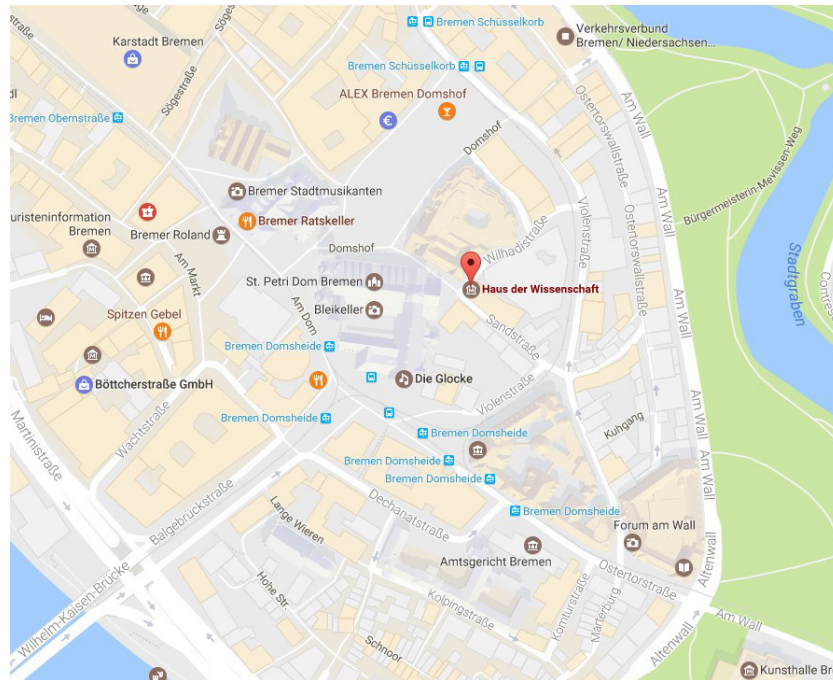 Karstadt Bremen
Sögestraße
Sögestraße
Bremen Schüsselkorb
Verkehrsverbund
Bremen/ Niedersachsen...
Bremen Schüsselkorb
ALEX Bremen Domshof
Bremen Obernstraße
Domshof
Ostertorswallstraße
Am Wall
Am Wall
Bürgermeisterin-Mevissen-Weg
Bremer Stadtmusikanten
Bremer Ratskeller
uristeninformation
Bremen
Bremer Roland
Domshof
Wilhadistraße
Violenstraße
Ostertorswallstraße
Stadtgraben
Am Markt
St. Petri Dom Bremen
Haus der Wissenschaft
Bleikeller
Am Dom
Am Wall
Spitzen Gebel
Sandstraße
Bremen Domsheide
Böttcherstraße GmbH
Die Glocke
Violenstraße
Am Wall
Wachtstraße
Bremen Domsheide
Bremen Domsheide
Kuhgang
Martinistraße
Bremen Domsheide
Bremen Domsheide
Am Wall
Balgebrückstraße
Dechanatstraße
Bremen Domsheide
Lange Wieren
Forum am Wall
Altenwall
Amtsgericht Bremen
Ostertorstraße
Hohe Str.
Kolpingstraße
Komturstraße
Marterburg
Am Wall
Wilhelm-Kaisen-Brücke
Schnoor
Altenwall
Kunsthalle Br